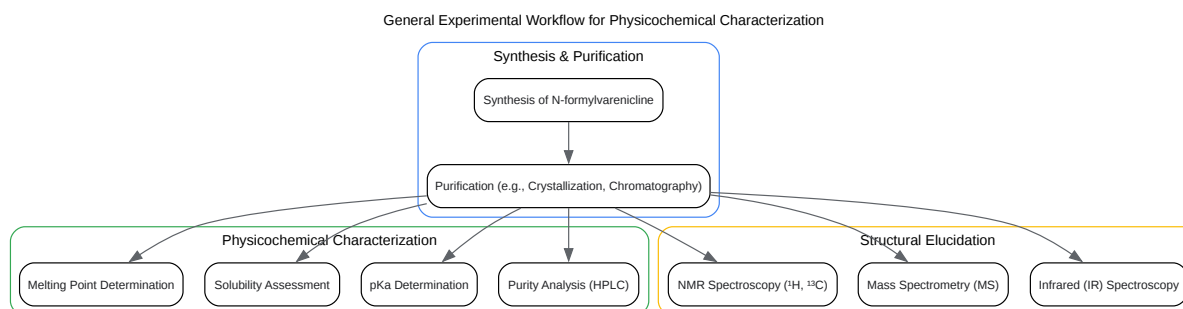 General Experimental Workflow for Physicochemical Characterization
Synthesis & Purification
Synthesis of N-formylvarenicline
Purification (e.g., Crystallization, Chromatography)
Physicochemical Characterization
Structural Elucidation
Melting Point Determination
Solubility Assessment
pKa Determination
Purity Analysis (HPLC)
NMR Spectroscopy (¹H, ¹³C)
Mass Spectrometry (MS)
Infrared (IR) Spectroscopy